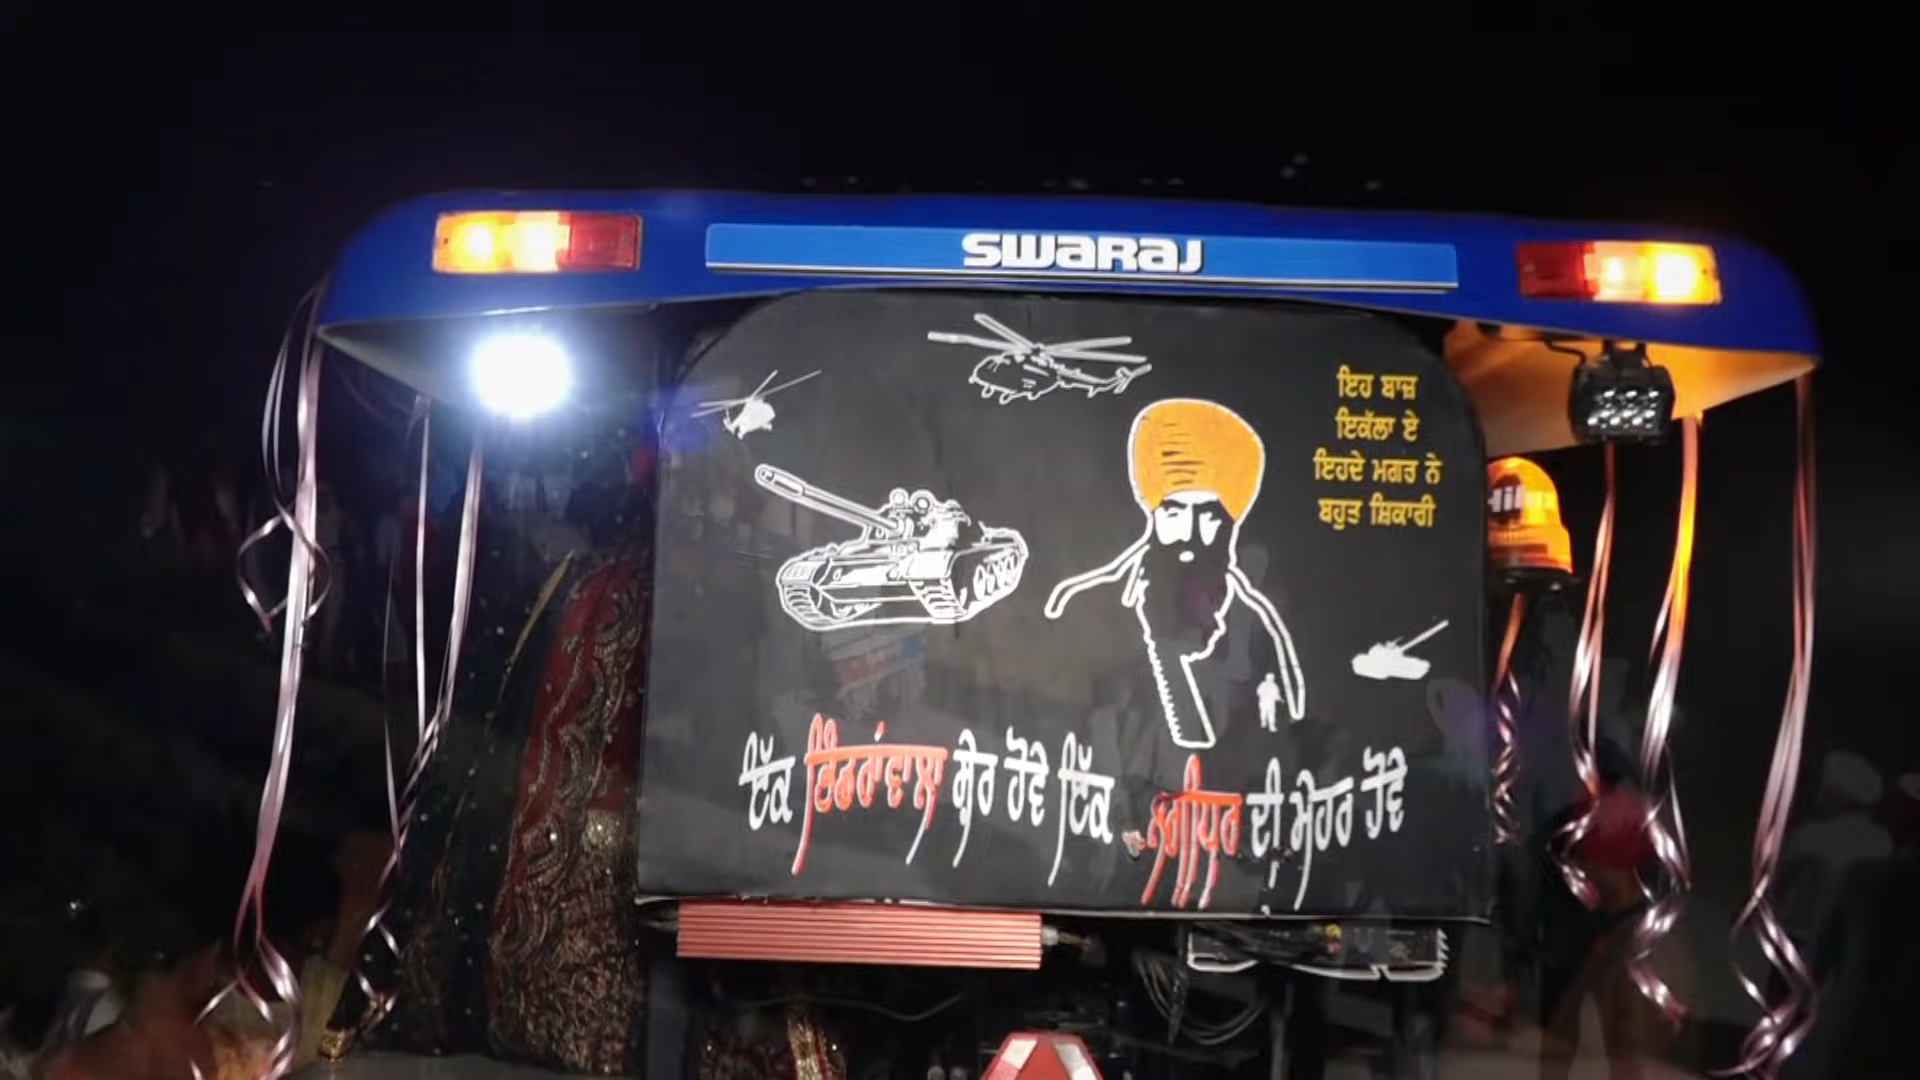 SWARAJ
ਇਹ ਬਾਜ਼
ਇਕੱਲਾ ਏ
ਇਹਦੇ ਮਗਰ ਨੇ
ਬਹੁਤ ਸ਼ਿਕਾਰੀ
ਇੱਕ ਭਿੰਡਰਾਂਵਾਲਾ ਸ਼ੇਰ ਹੋਵੇ ਇੱਕ ਦੀ ਮੇਹਰ ਹੋਵੇ